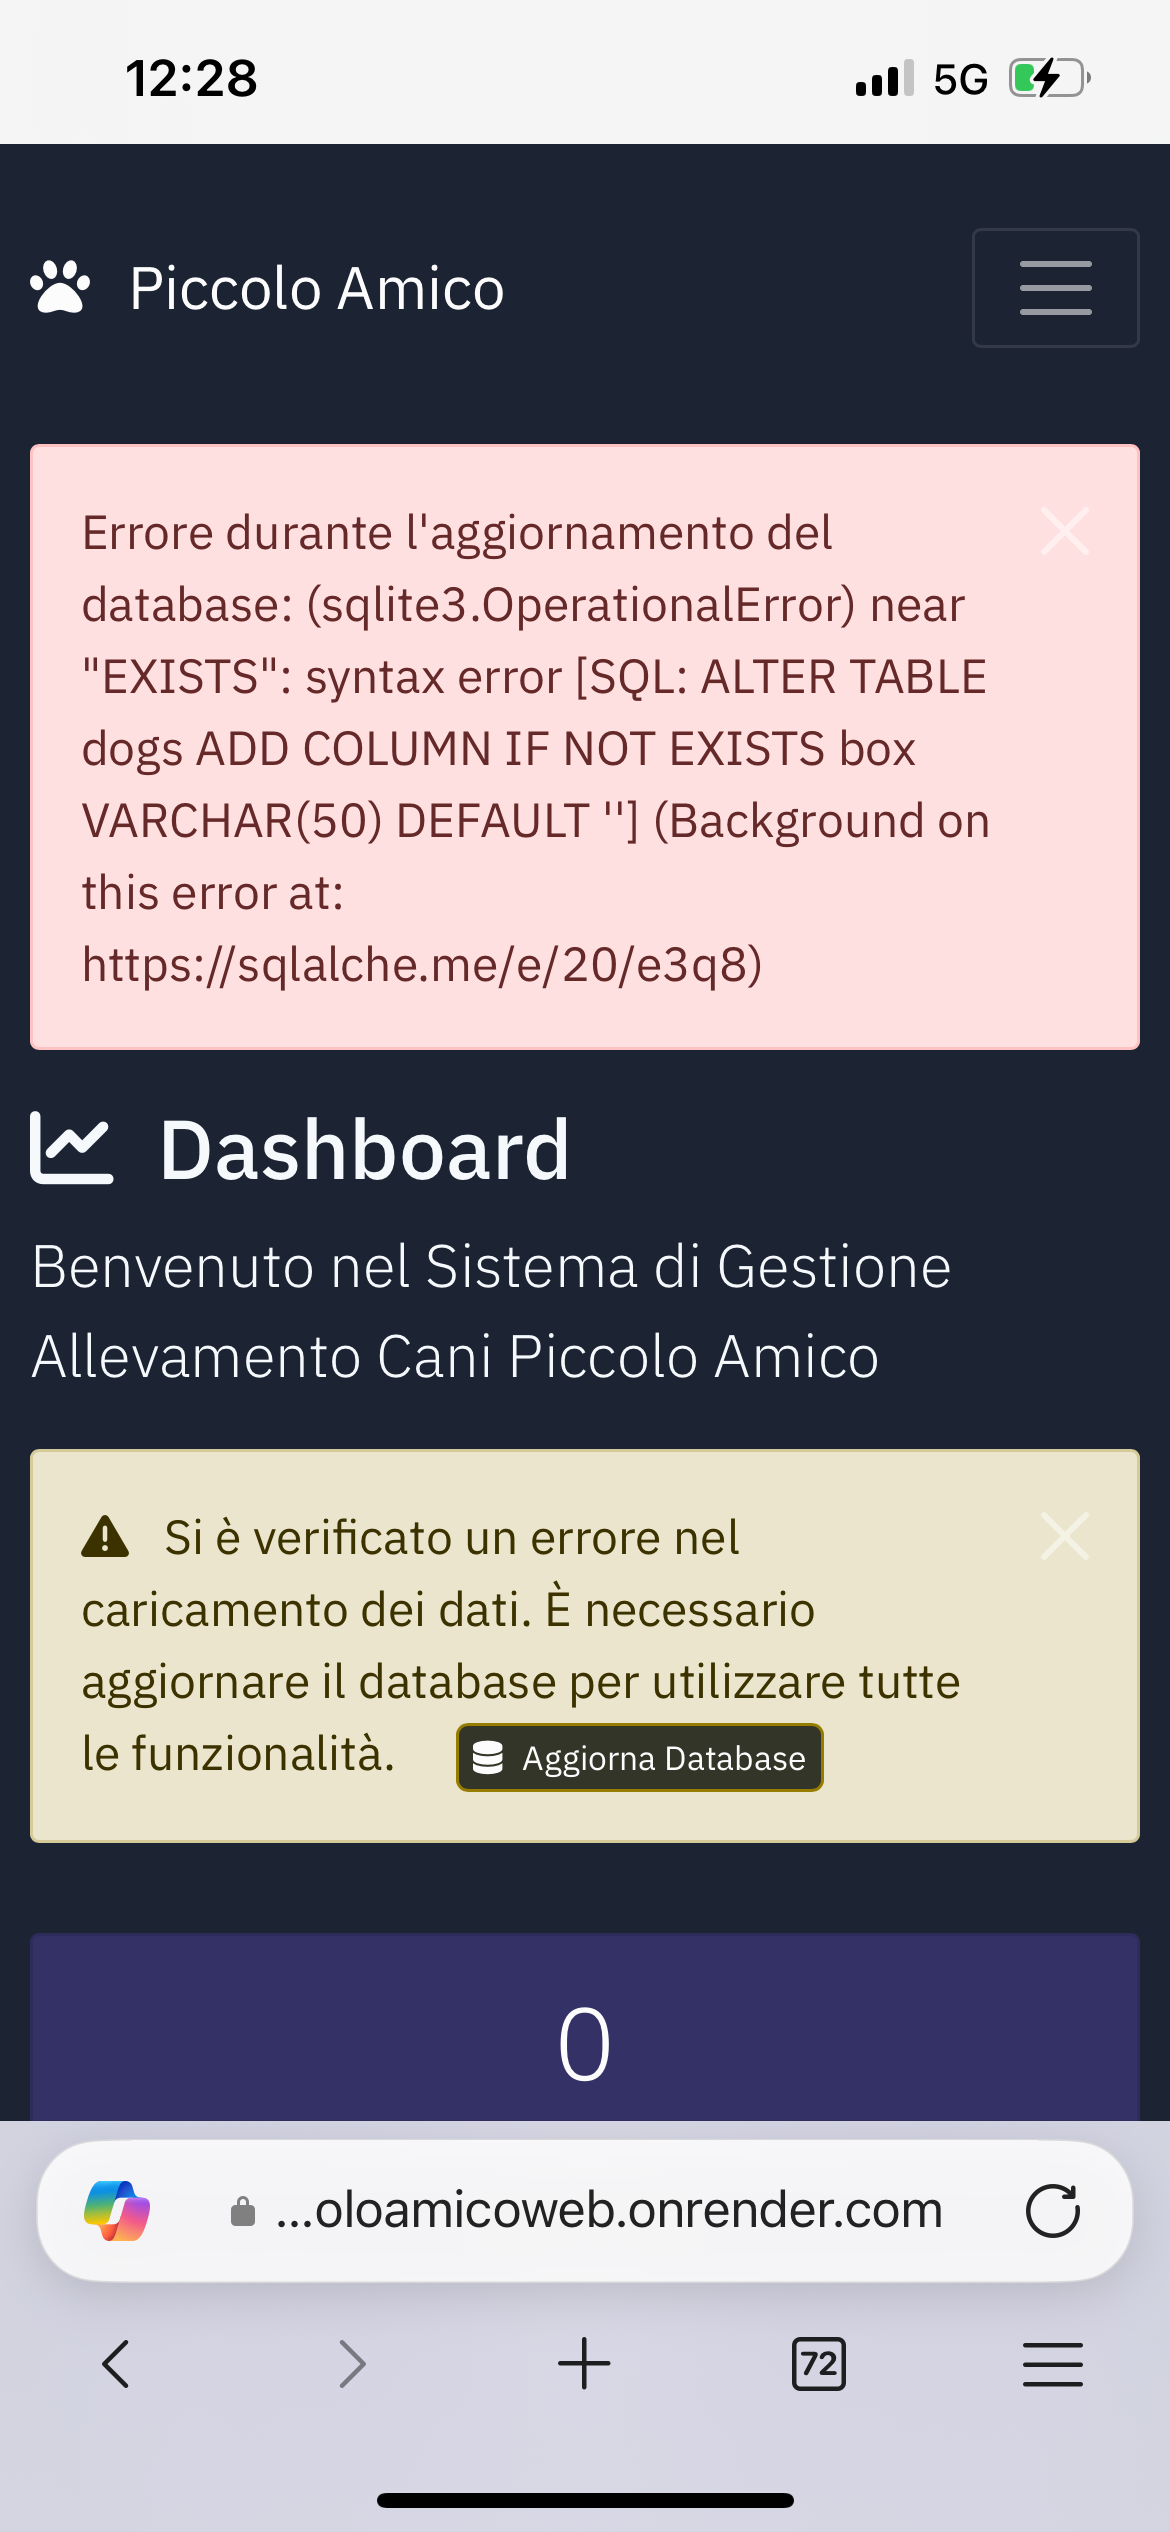 12:28
5G
Piccolo Amico
Errore durante l'aggiornamento del
database: (sqlite3.OperationalError) near
"EXISTS": syntax error [SQL: ALTER TABLE
dogs ADD COLUMN IF NOT EXISTS box
VARCHAR(50) DEFAULT ''] (Background on
this error at:
https://sqlalche.me/e/20/e3q8)
Dashboard
Benvenuto nel Sistema di Gestione
Allevamento Cani Piccolo Amico
Si è verificato un errore nel
caricamento dei dati. È necessario
aggiornare il database per utilizzare tutte
le funzionalità. Aggiorna Database
0
...oloamicoweb.onrender.com
72